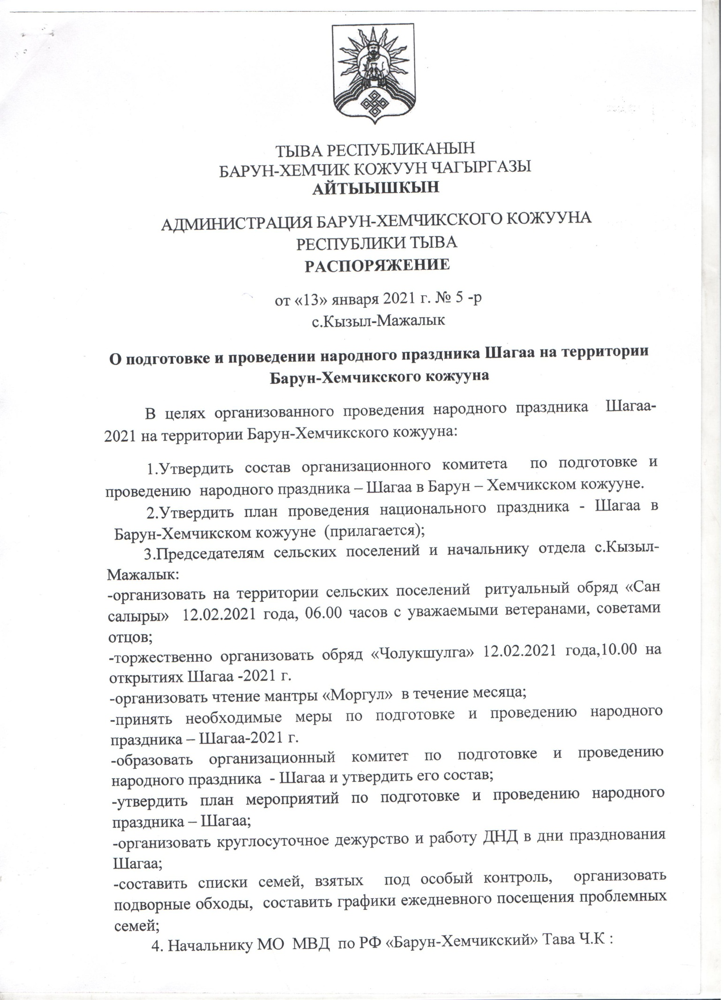 ТЫВА РЕСПУБЛИКАНЫН
БАРУН-ХЕМЧИК КОЖУУН ЧАГЫРГАЗЫ
АЙТЫЫШКЫН
АДМИНИСТРАЦИЯ БАРУН-ХЕМЧИКСКОГО КОЖУУНА
РЕСПУБЛИКИ ТЫВА
РАСПОРЯЖЕНИЕ
от «13» января 2021 г. № 5 -р
с.Кызыл-Мажалык
О подготовке и проведении народного праздника Шагаа на территории
Барун-Хемчикского кожууна
В целях организованного проведения народного праздника Шагаа-
2021 на территории Барун-Хемчикского кожууна:
1.Утвердить состав организационного комитета по подготовке и
проведению народного праздника – Шагаа в Барун – Хемчикском кожууне.
2.Утвердить план проведения национального праздника - Шагаа в
Барун-Хемчикском кожууне (прилагается);
3.Председателям сельских поселений и начальнику отдела с.Кызыл-
Мажалык:
-организовать на территории сельских поселений ритуальный обряд «Сан
салыры» 12.02.2021 года, 06.00 часов с уважаемыми ветеранами, советами
отцов;
-торжественно организовать обряд «Чолукшулга» 12.02.2021 года,10.00 на
открытиях Шагаа -2021 г.
-организовать чтение мантры «Моргул» в течение месяца;
-принять необходимые меры по подготовке и проведению народного
праздника – Шагаа-2021 г.
-образовать организационный комитет по подготовке и проведению
народного праздника - Шагаа и утвердить его состав;
-утвердить план мероприятий по подготовке и проведению народного
праздника – Шагаа;
-организовать круглосуточное дежурство и работу ДНД в дни празднования
Шагаа;
-составить списки семей, взятых под особый контроль, организовать
подворные обходы, составить графики ежедневного посещения проблемных
семей;
4. Начальнику МО МВД по РФ «Барун-Хемчикский» Тава Ч.К :